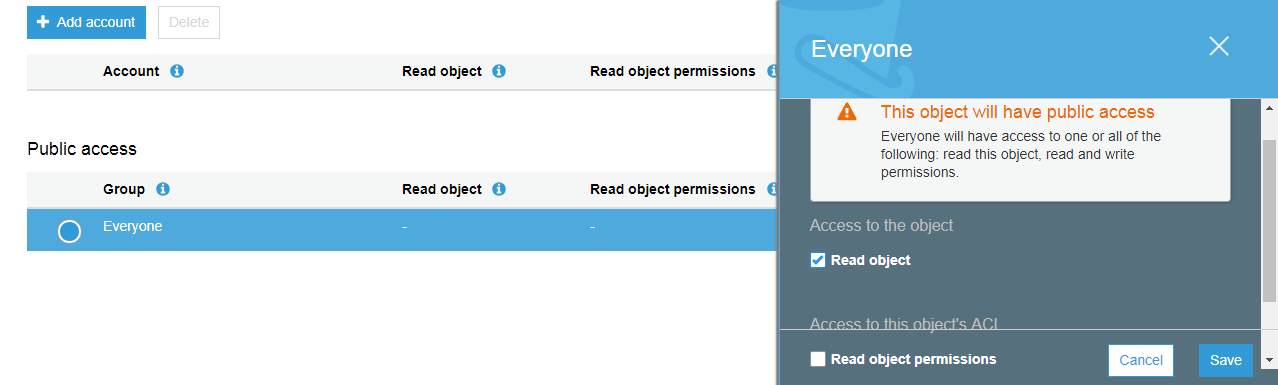 + Add account
Delete
Account
Read object
Read object permissions
Public access
Group
Read object
Read object permissions
Everyone
-
-
Everyone
This object will have public access
Everyone will have access to one or all of the
following: read this object, read and write
permissions.
Access to the object
Read object
Access to this object's ACL
Read object permissions
Cancel
Save